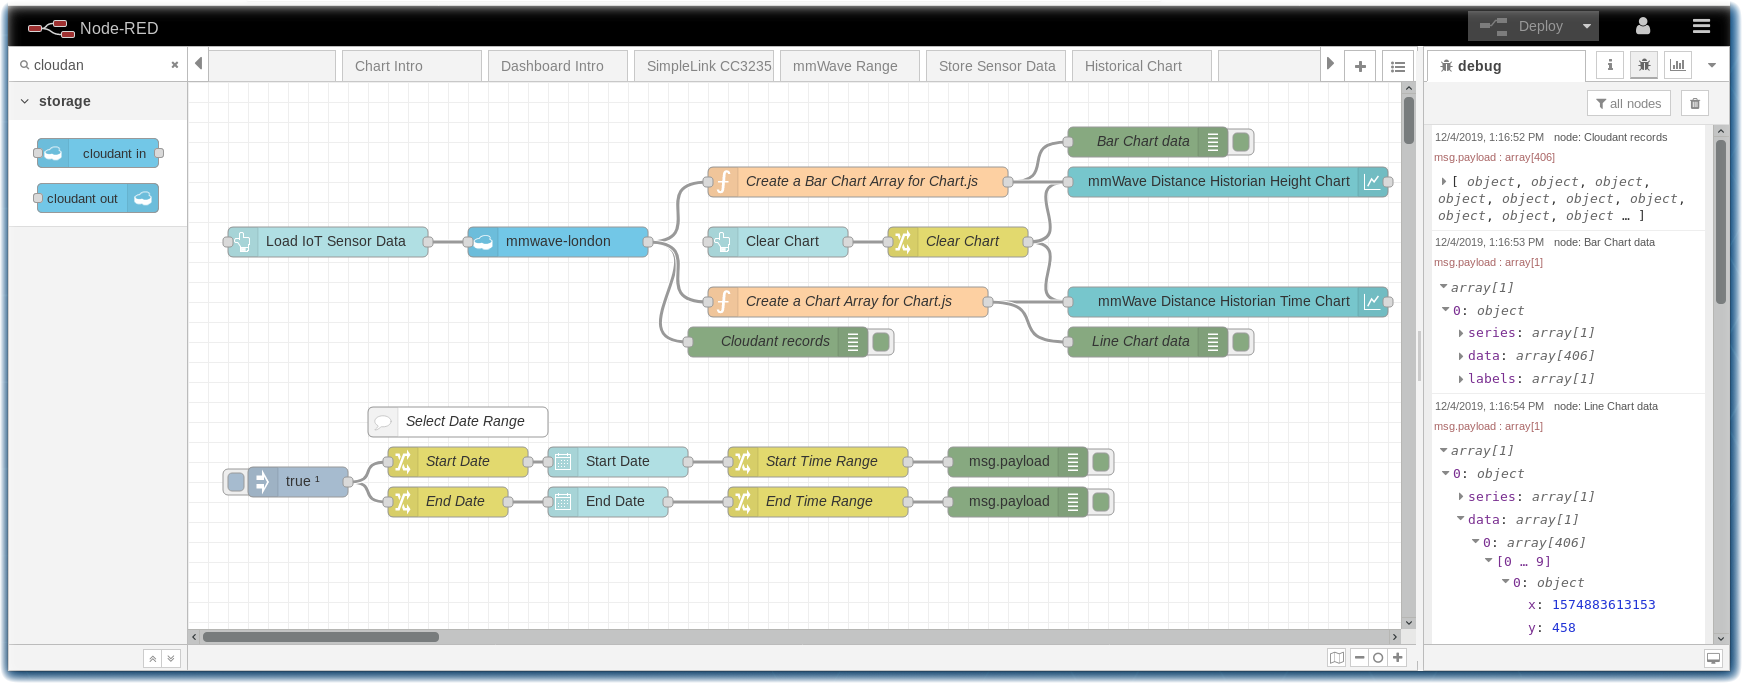 Node-RED
Deploy
cloudan
Chart Intro
Dashboard Intro
SimpleLink CC3235
mmWave Range
Store Sensor Data
Historical Chart
debug
i
storage
cloudant in
cloudant out
all nodes
Bar Chart data
Create a Bar Chart Array for Chart.js
mmWave Distance Historian Height Chart
Load IoT Sensor Data
mmwave-london
Clear Chart
Clear Chart
Create a Chart Array for Chart.js
mmWave Distance Historian Time Chart
Cloudant records
Line Chart data
Select Date Range
Start Date
Start Date
Start Time Range
msg.payload
true ¹
End Date
End Date
End Time Range
msg.payload
12/4/2019, 1:16:52 PM node: Cloudant records
msg.payload : array[406]
[ object, object, object,
object, object, object, object,
object, object, object … ]
12/4/2019, 1:16:53 PM node: Bar Chart data
msg.payload : array[1]
array[1]
0: object
series: array[1]
data: array[406]
labels: array[1]
12/4/2019, 1:16:54 PM node: Line Chart data
msg.payload : array[1]
array[1]
0: object
series: array[1]
data: array[1]
0: array[406]
[0 … 9]
0: object
x: 1574883613153
y: 458